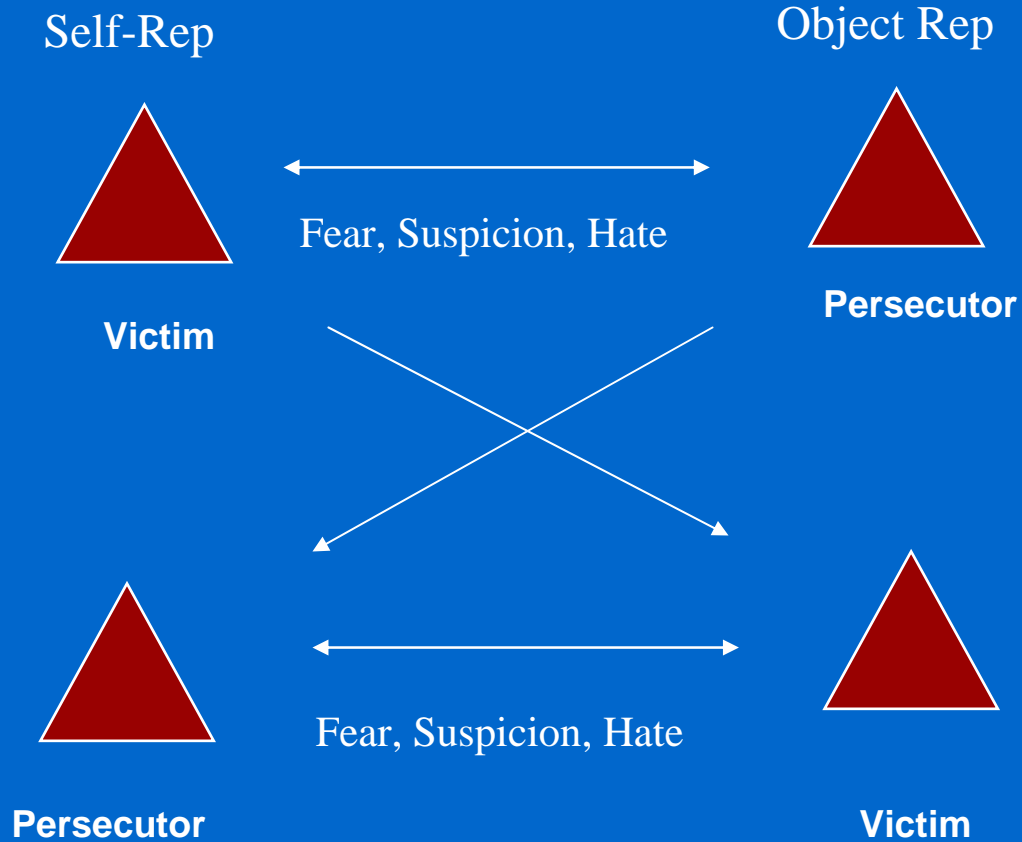 Self-Rep
Object Rep
Fear, Suspicion, Hate
Victim
Persecutor
Fear, Suspicion, Hate
Persecutor
Victim